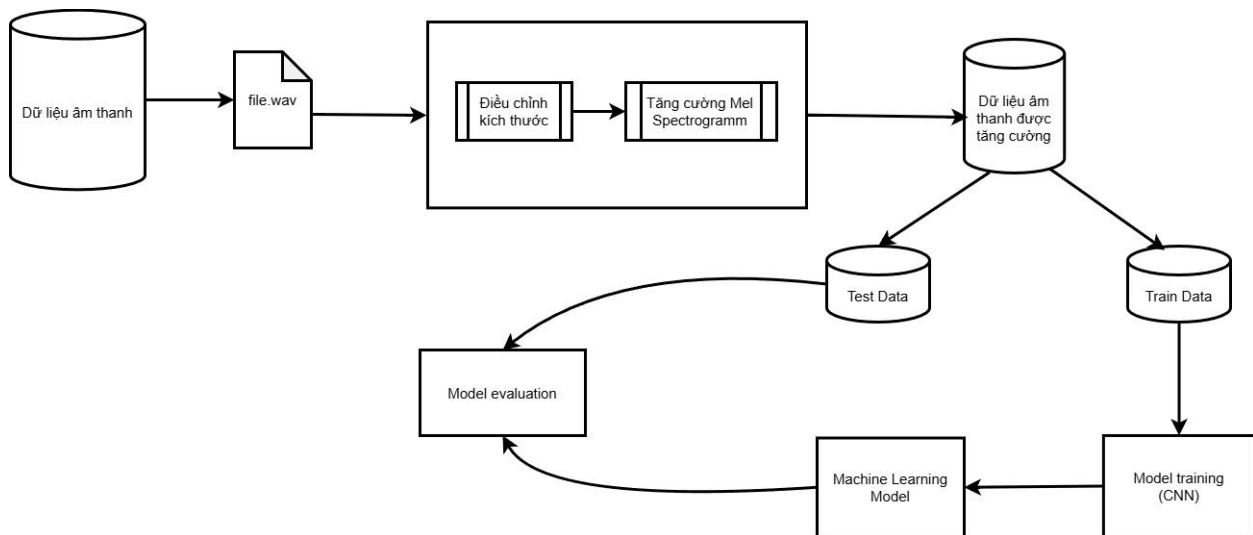 Dữ liệu âm thanh
file.wav
Điều chỉnh
kích thước
Tăng cường Mel
Spectrogramm
Dữ liệu âm
thanh được
tăng cường
Test Data
Train Data
Model evaluation
Machine Learning
Model
Model training
(CNN)